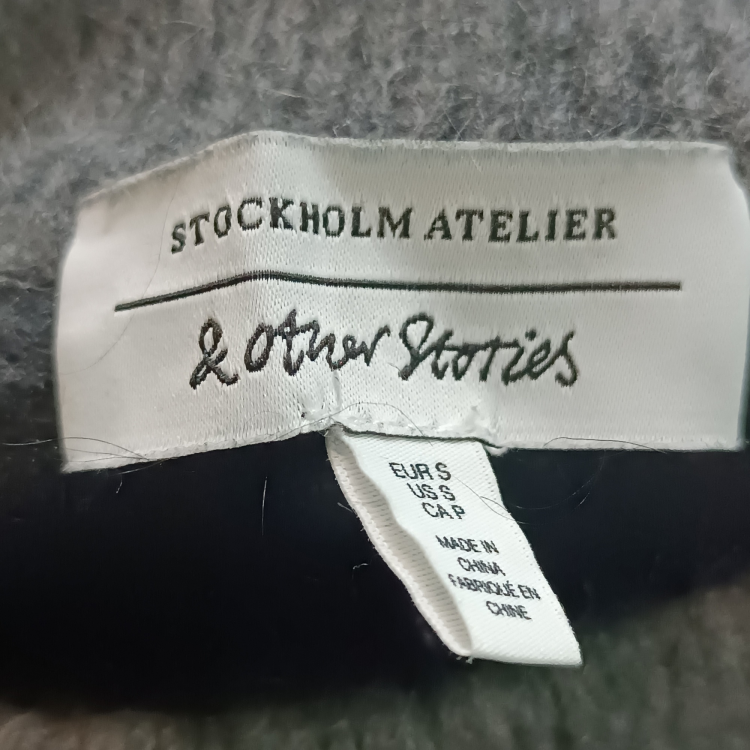 STOCKHOLM ATELIER
& Other Stories
EUR S
US S
CA P
MADE IN
CHINA
FABRIQUÉ EN
CHINE